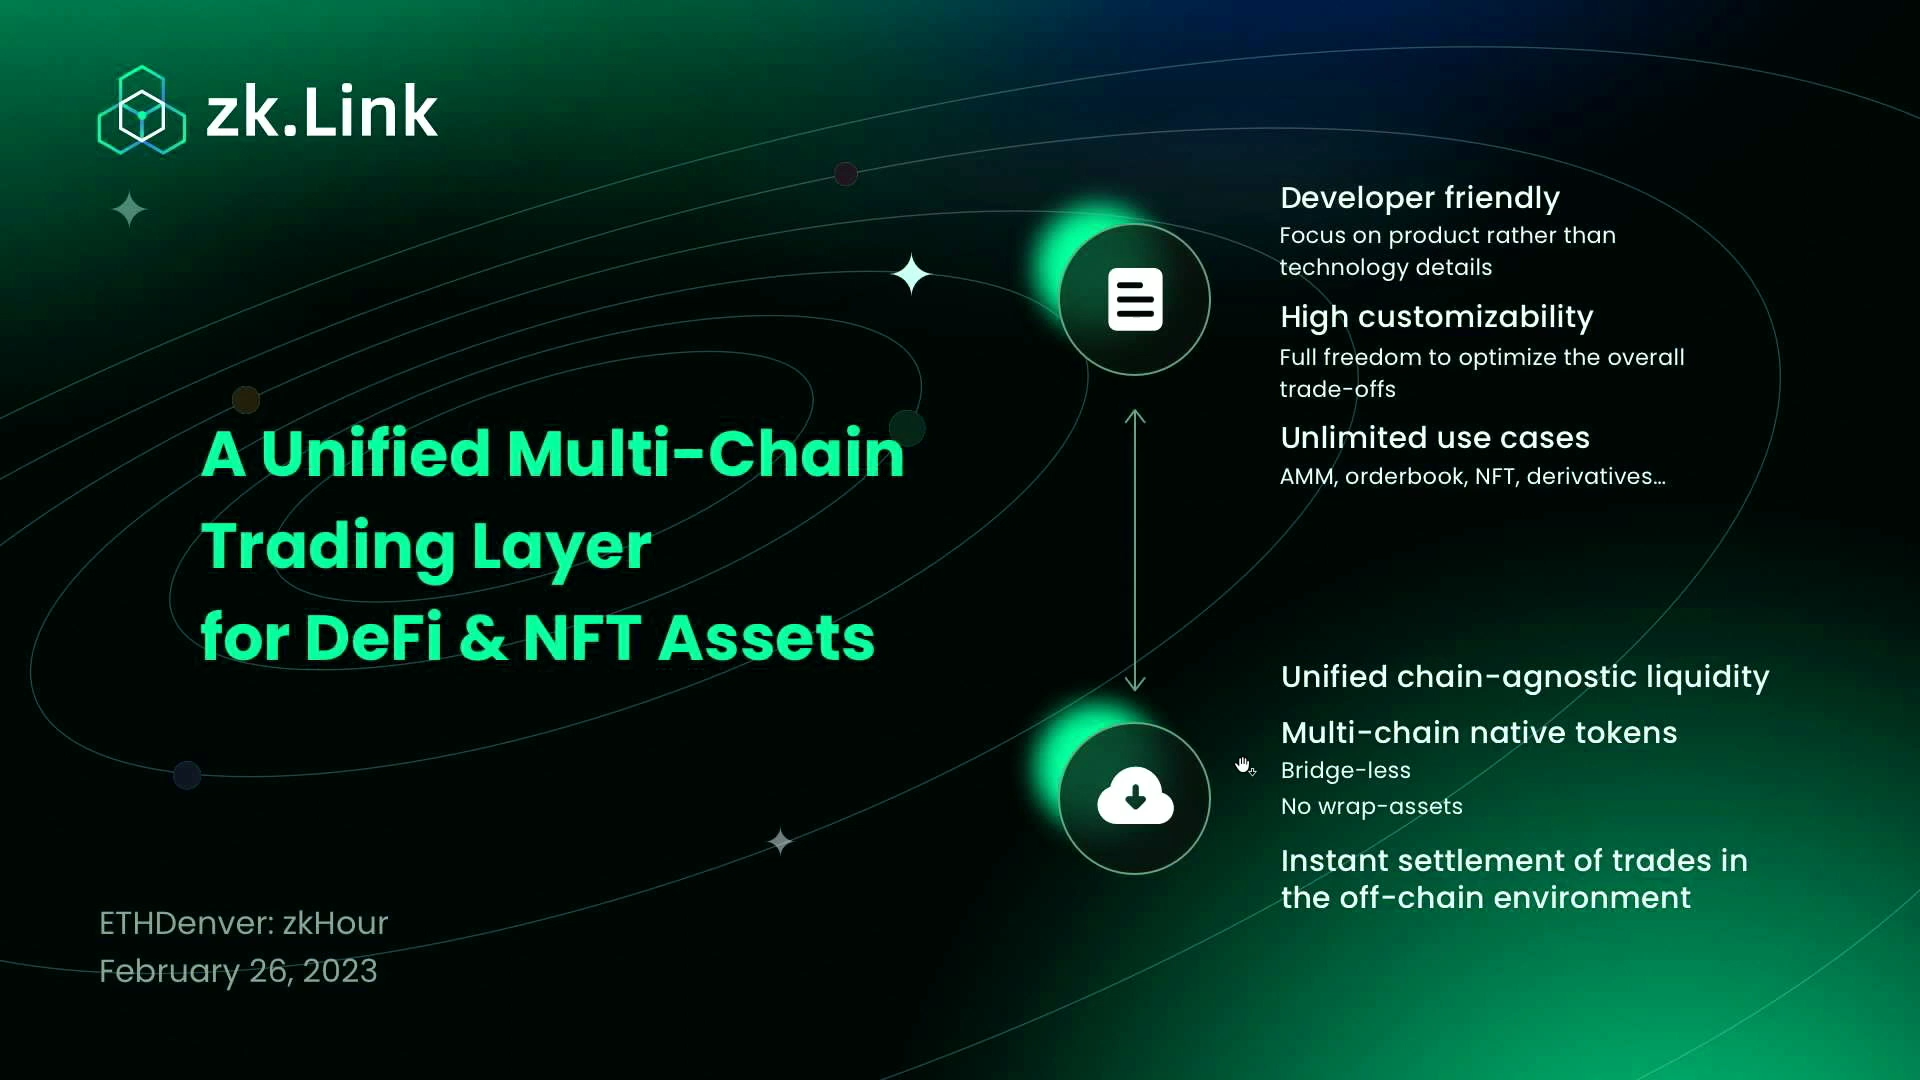 zk.Link
A Unified Multi-Chain
Trading Layer
for DeFi & NFT Assets
ETHDenver: zkHour
February 26, 2023
Developer friendly
Focus on product rather than
technology details
High customizability
Full freedom to optimize the overall
trade-offs
Unlimited use cases
AMM, orderbook, NFT, derivatives...
Unified chain-agnostic liquidity
Multi-chain native tokens
Bridge-less
No wrap-assets
Instant settlement of trades in
the off-chain environment